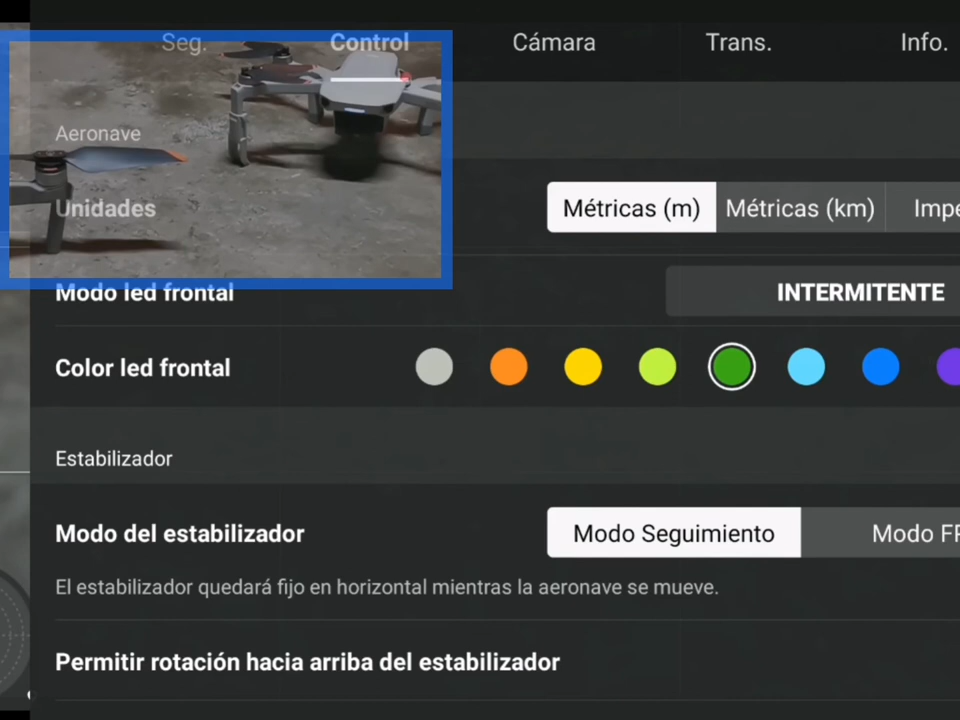 Seg. Control Cámara Trans. Info.
Aeronave
Unidades Métricas (m) Métricas (km)
Modo led frontal INTERMITENTE
Color led frontal
Estabilizador
Modo del estabilizador Modo Seguimiento Modo
El estabilizador quedará fijo en horizontal mientras la aeronave se mueve.
Permitir rotación hacia arriba del estabilizador